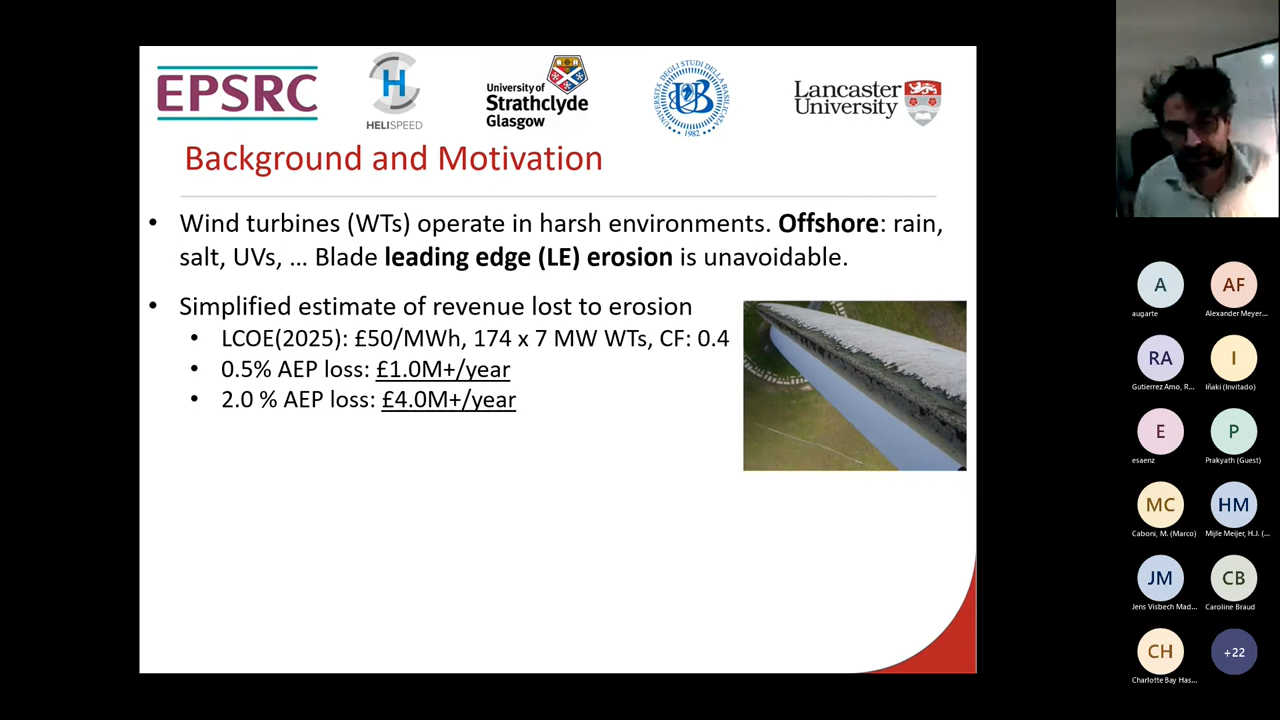 EPSRC
H
HELISPEED
University of
Strathclyde
Glasgow
UNIVERSITÀ DEGLI STUDI DELLA BASILICATA
UB
1982
Lancaster
University
Background and Motivation
• Wind turbines (WTs) operate in harsh environments. Offshore: rain,
salt, UVs, ... Blade leading edge (LE) erosion is unavoidable.
• Simplified estimate of revenue lost to erosion
• LCOE(2025): £50/MWh, 174 x 7 MW WTs, CF: 0.4
• 0.5% AEP loss: £1.0M+/year
• 2.0 % AEP loss: £4.0M+/year
A
AF
augarte
Alexander Meyer...
RA
I
Gutierrez Amo, R...
Iñaki (Invitado)
E
P
esaenz
Prakyath (Guest)
MC
HM
Caboni, M. (Marco)
Mijle Meijer, H.J. (...
JM
CB
Jens Visbech Mad...
Caroline Braud
CH
+22
Charlotte Bay Has...